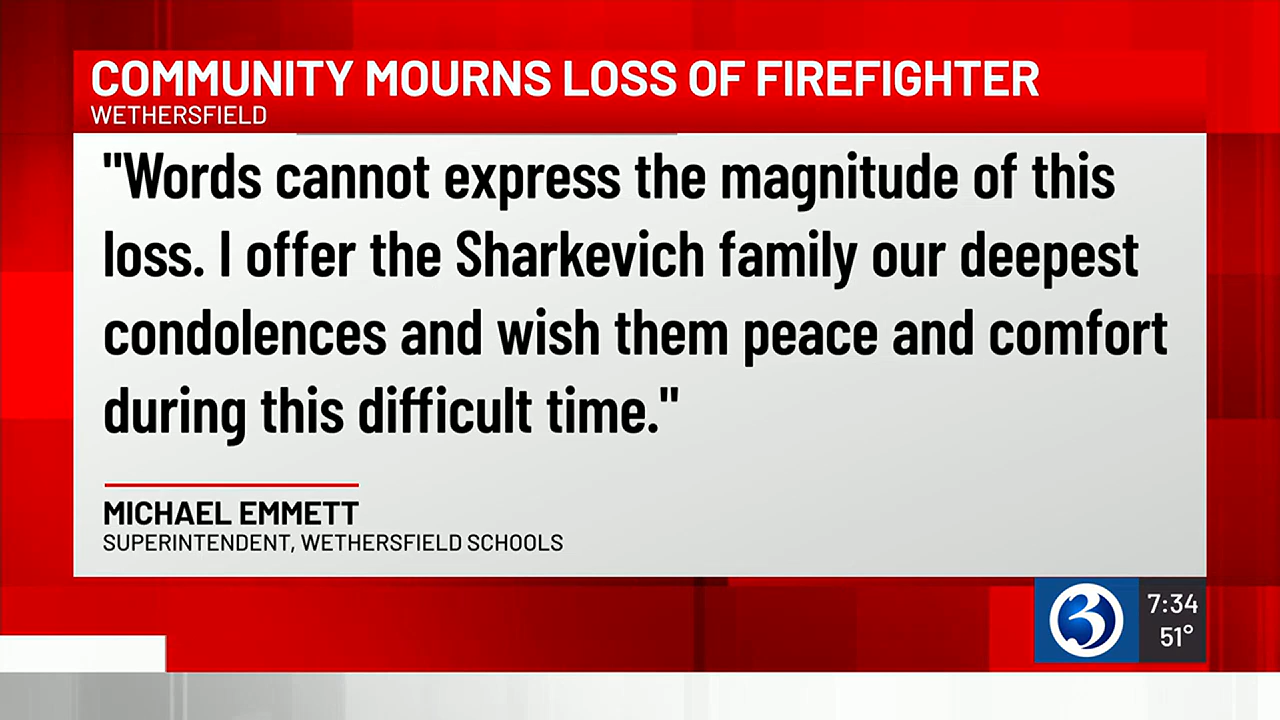 COMMUNITY MOURNS LOSS OF FIREFIGHTER
WETHERSFIELD
"Words cannot express the magnitude of this
loss. I offer the Sharkevich family our deepest
condolences and wish them peace and comfort
during this difficult time."
MICHAEL EMMETT
SUPERINTENDENT, WETHERSFIELD SCHOOLS
3
7:34
51°